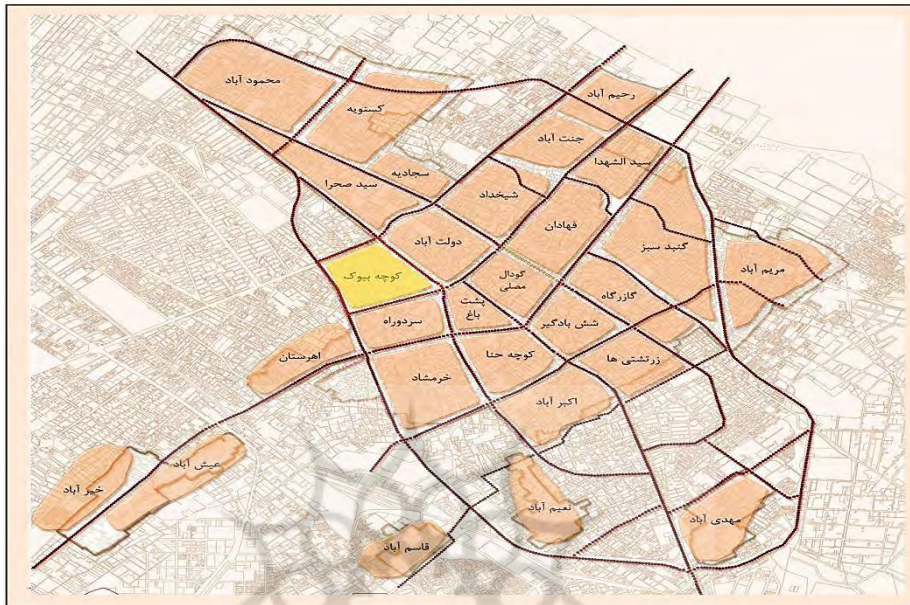 محمود آباد
کسنویه
رحیم آباد
جنت آباد
سید الشهدا
سجادیه
سید صحرا
شیخداد
فهادان
گنبد سبز
دولت آباد
مریم آباد
کوچه بیوک
گودال
مصلی
گازرگاه
پشت
باغ
شش بادگیر
سردوراه
اهرستان
کوچه حنا
زرتشتی ها
خرمشاد
اکبر آباد
عیش آباد
خیر آباد
نعیم آباد
مهدی آباد
قاسم آباد